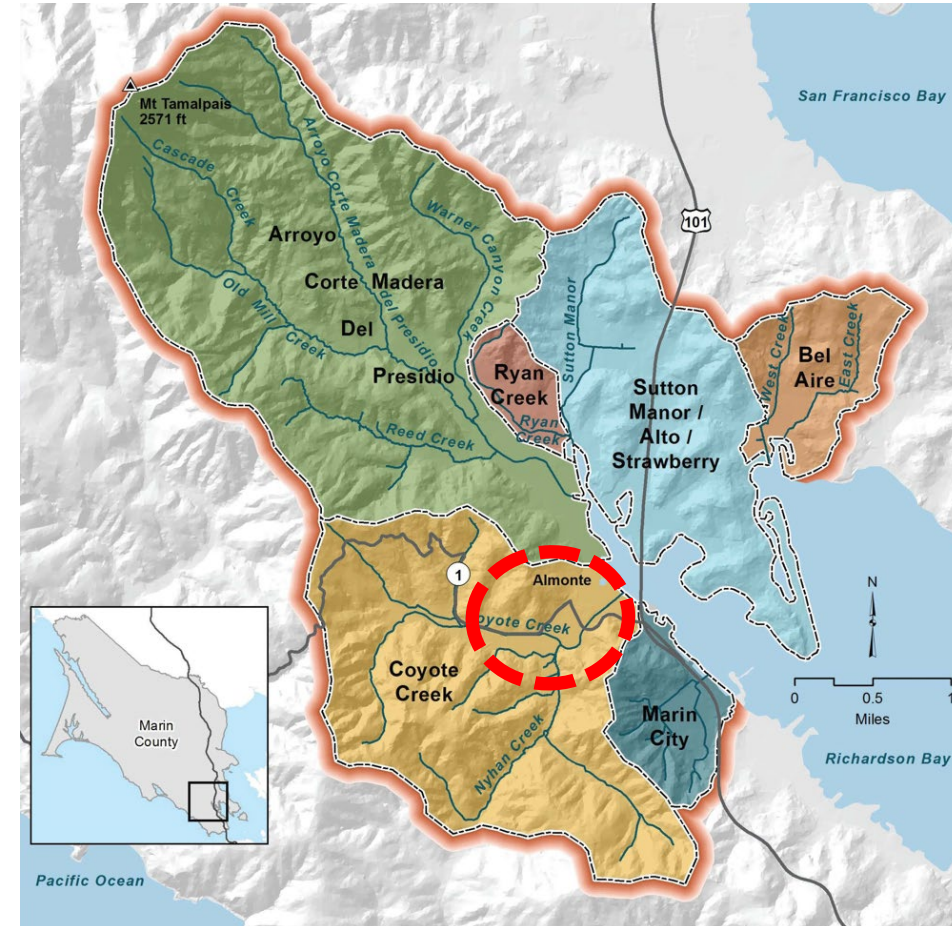 San Francisco Bay
Mt Tamalpais
2571 ft
Cascade Creek
Arroyo Corte Madera del Presidio
Warner Canyon Creek
Old Mill Creek
Arroyo
Corte Madera
Del
Presidio
101
Sutton Manor
Ryan
Creek
Ryan
Creek
Reed Creek
Sutton
Manor /
Alto /
Strawberry
West Creek
East Creek
Bel
Aire
1
Almonte
oyote Creek
Coyote
Creek
Nyhan Creek
Marin
City
N
0 0.5
Miles
Richardson Bay
Marin
County
Pacific Ocean